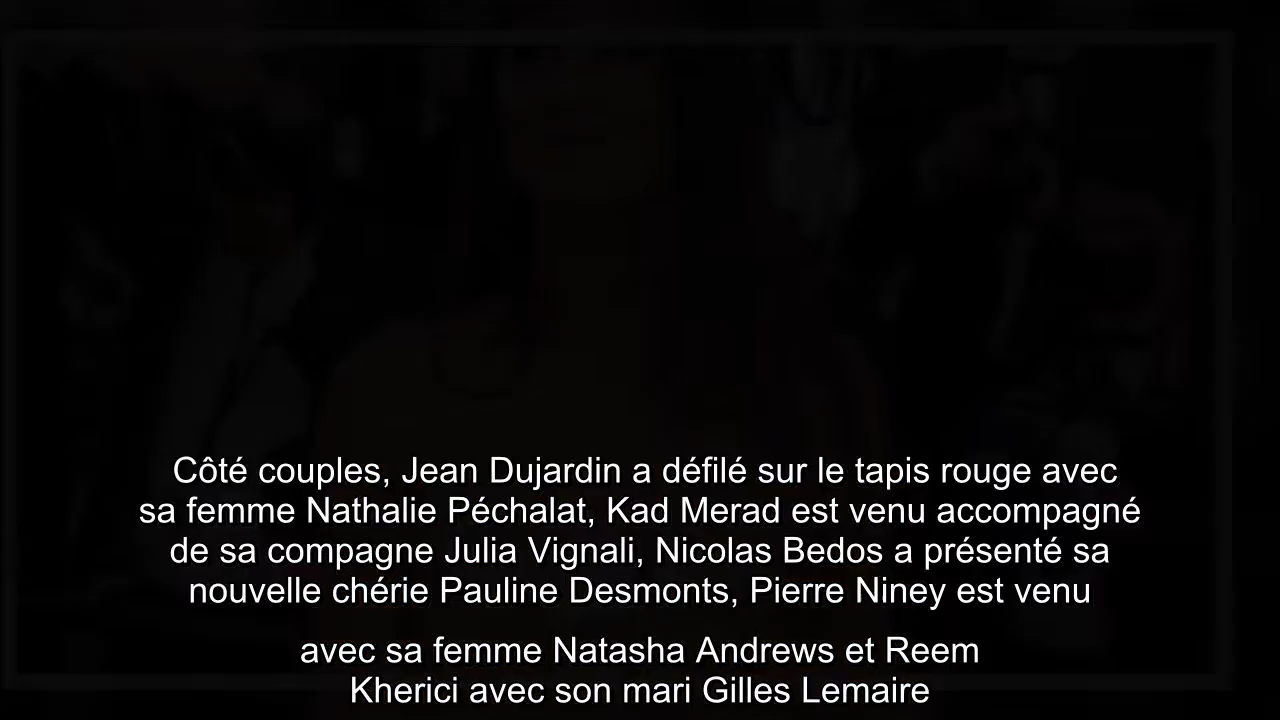 Côté couples, Jean Dujardin a défilé sur le tapis rouge avec
sa femme Nathalie Péchalat, Kad Merad est venu accompagné
de sa compagne Julia Vignali, Nicolas Bedos a présenté sa
nouvelle chérie Pauline Desmonts, Pierre Niney est venu
avec sa femme Natasha Andrews et Reem
Kherici avec son mari Gilles Lemaire